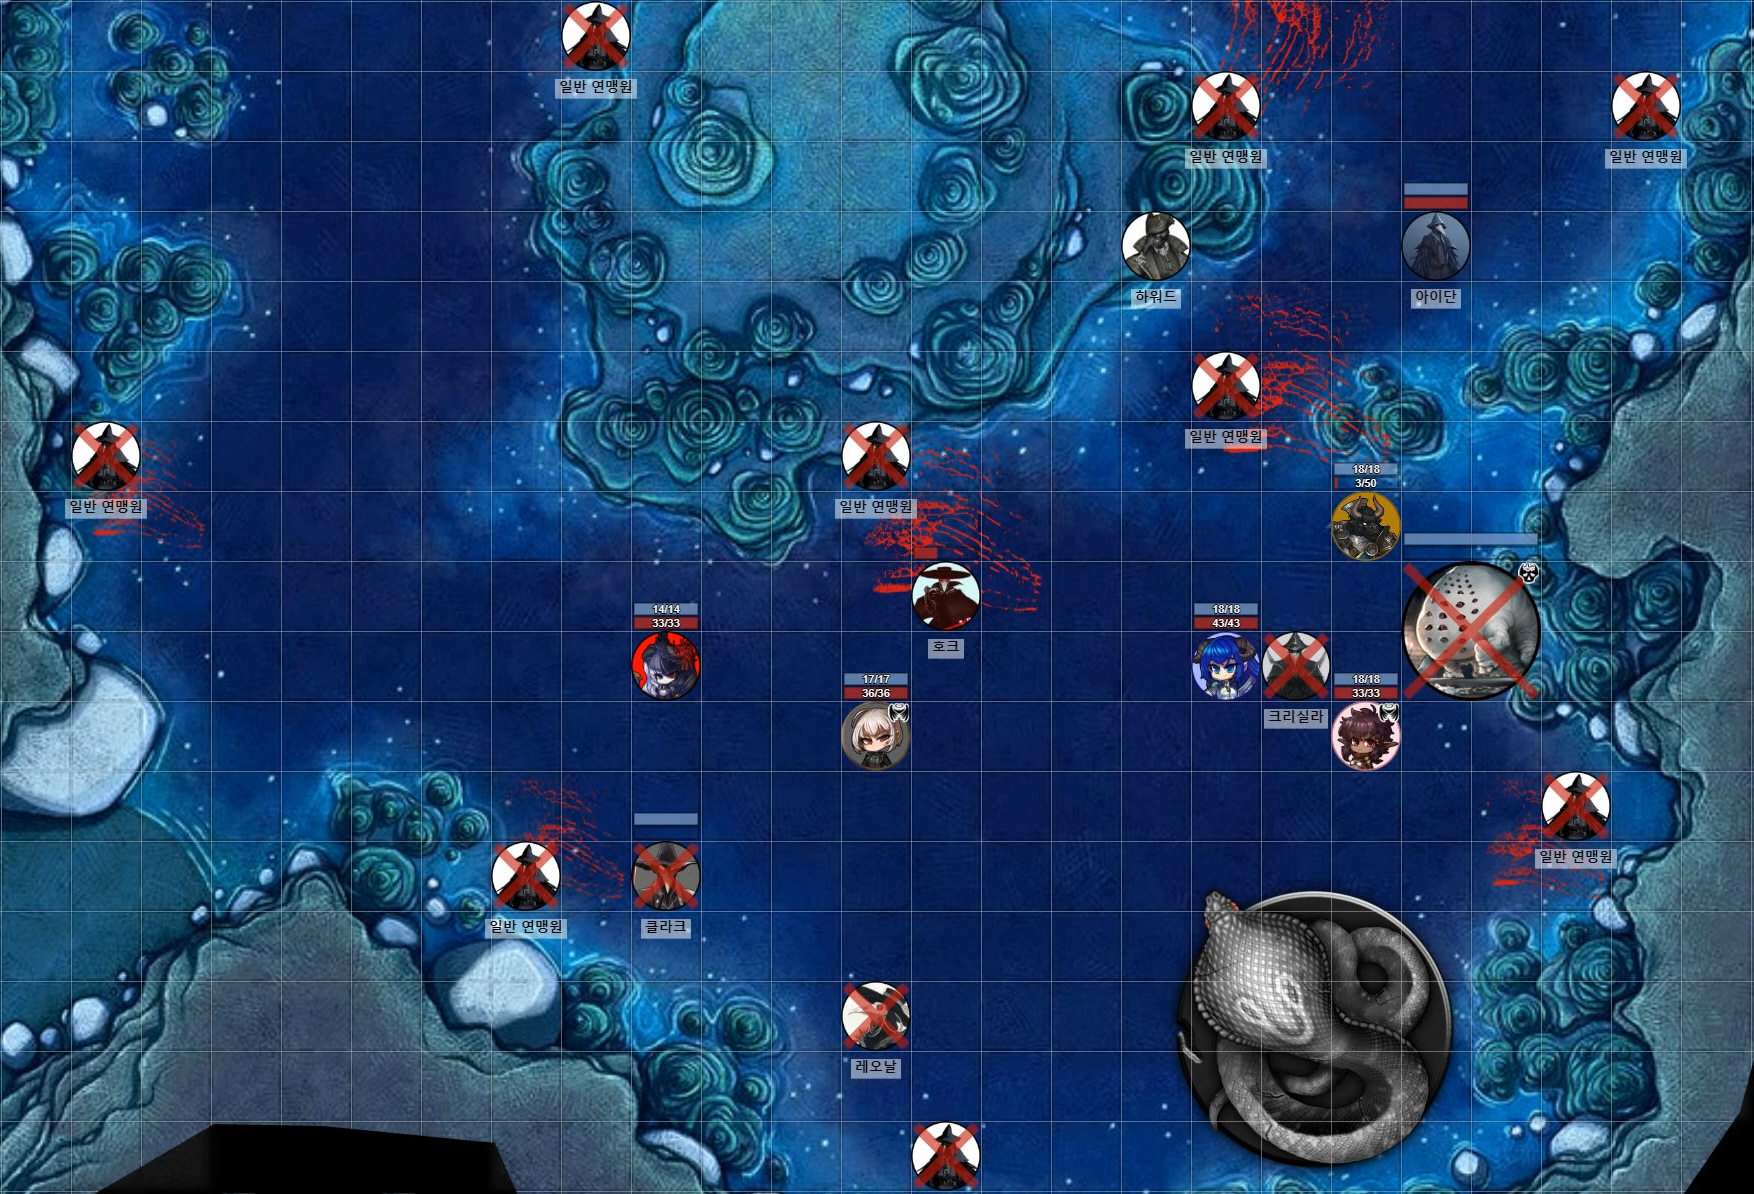 일반 연맹원
일반 연맹원
일반 연맹원
하워드
아이단
일반 연맹원
18/18
3/50
일반 연맹원
일반 연맹원
14/14
33/33
호크
18/18
43/43
17/17
36/36
18/18
33/33
크리실라
일반 연맹원
일반 연맹원
클라크
레오날